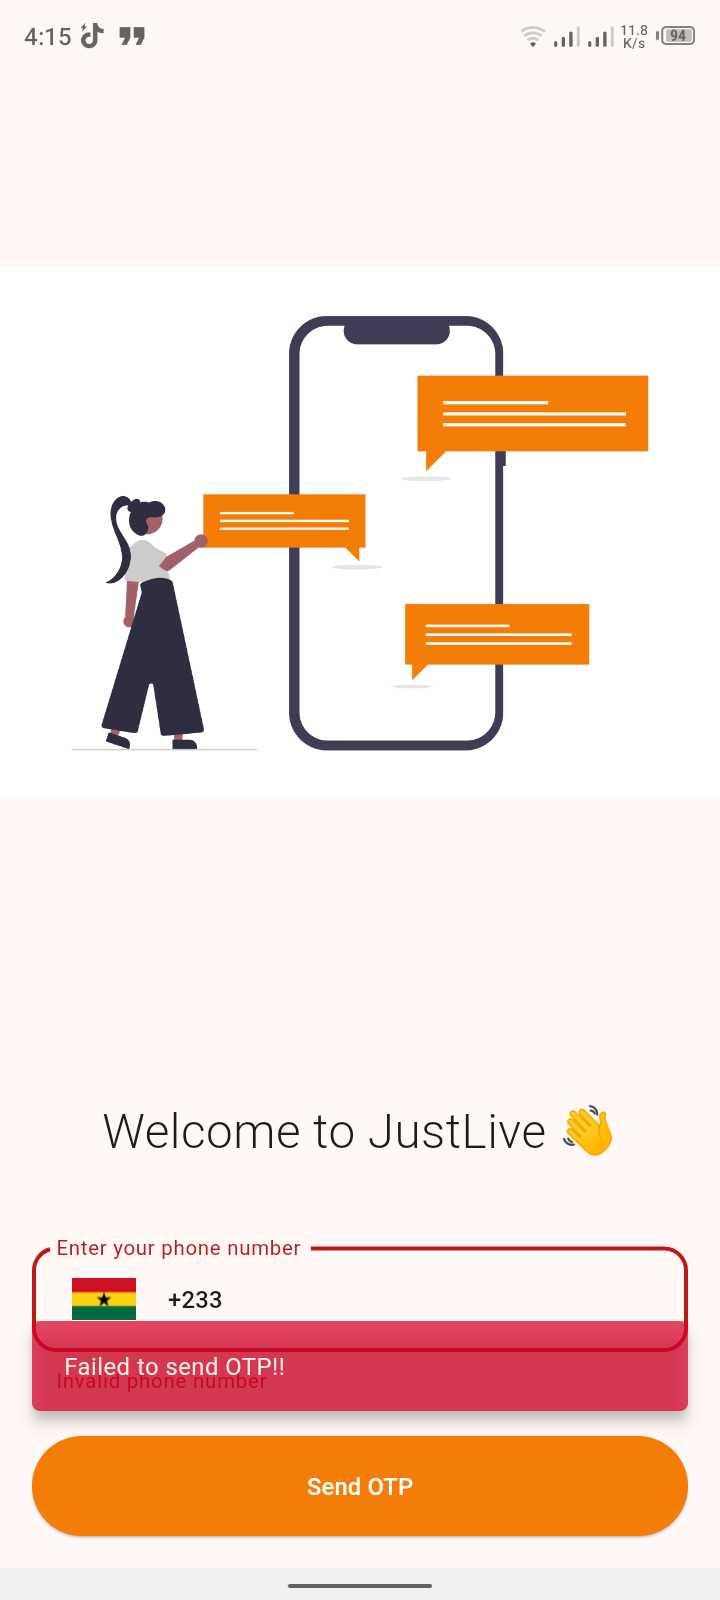 4:15
11.8
K/s
94
Welcome to JustLive 👋
Enter your phone number
+233
Failed to send OTP!!
Invalid phone number
Send OTP